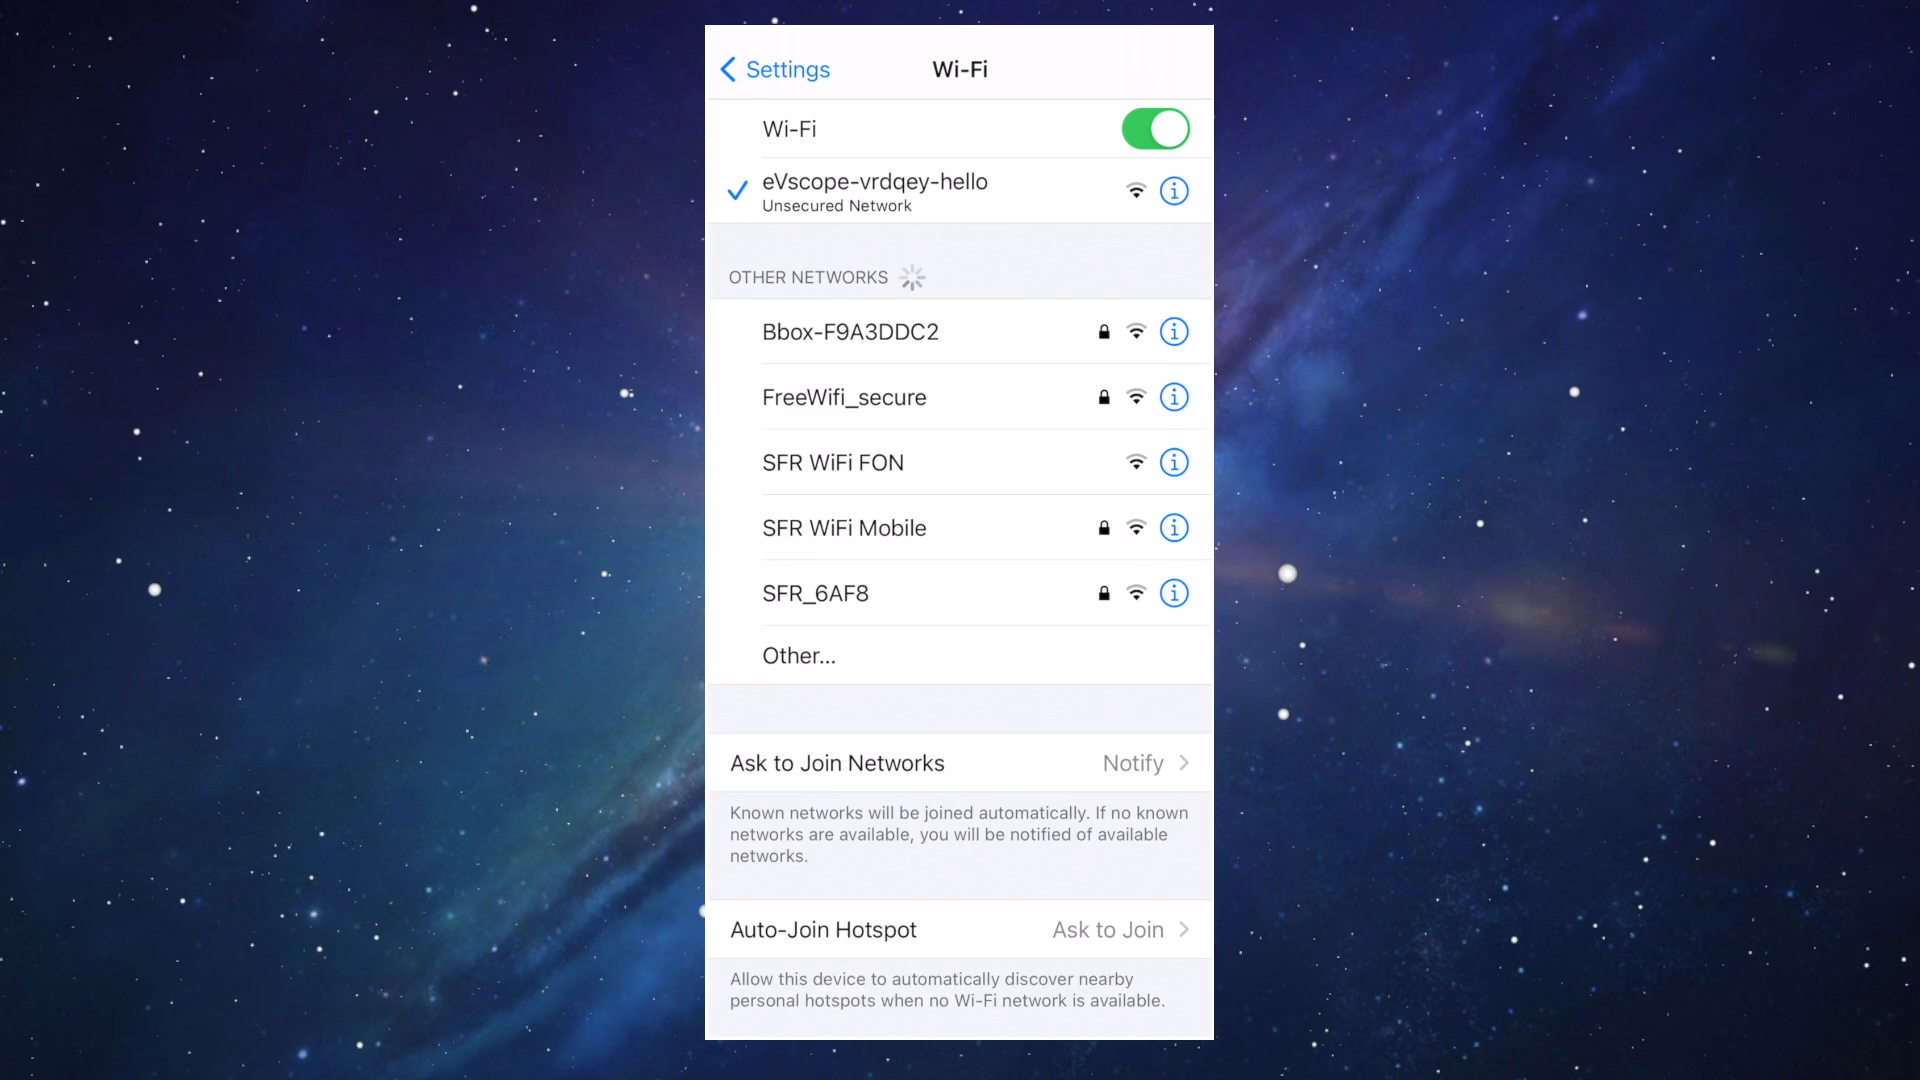 Settings
Wi-Fi
Wi-Fi
eVscope-vrdqey-hello
Unsecured Network
OTHER NETWORKS
Bbox-F9A3DDC2
FreeWifi_secure
SFR WiFi FON
SFR WiFi Mobile
SFR_6AF8
Other...
Ask to Join Networks Notify
Known networks will be joined automatically. If no known
networks are available, you will be notified of available
networks.
Auto-Join Hotspot Ask to Join
Allow this device to automatically discover nearby
personal hotspots when no Wi-Fi network is available.